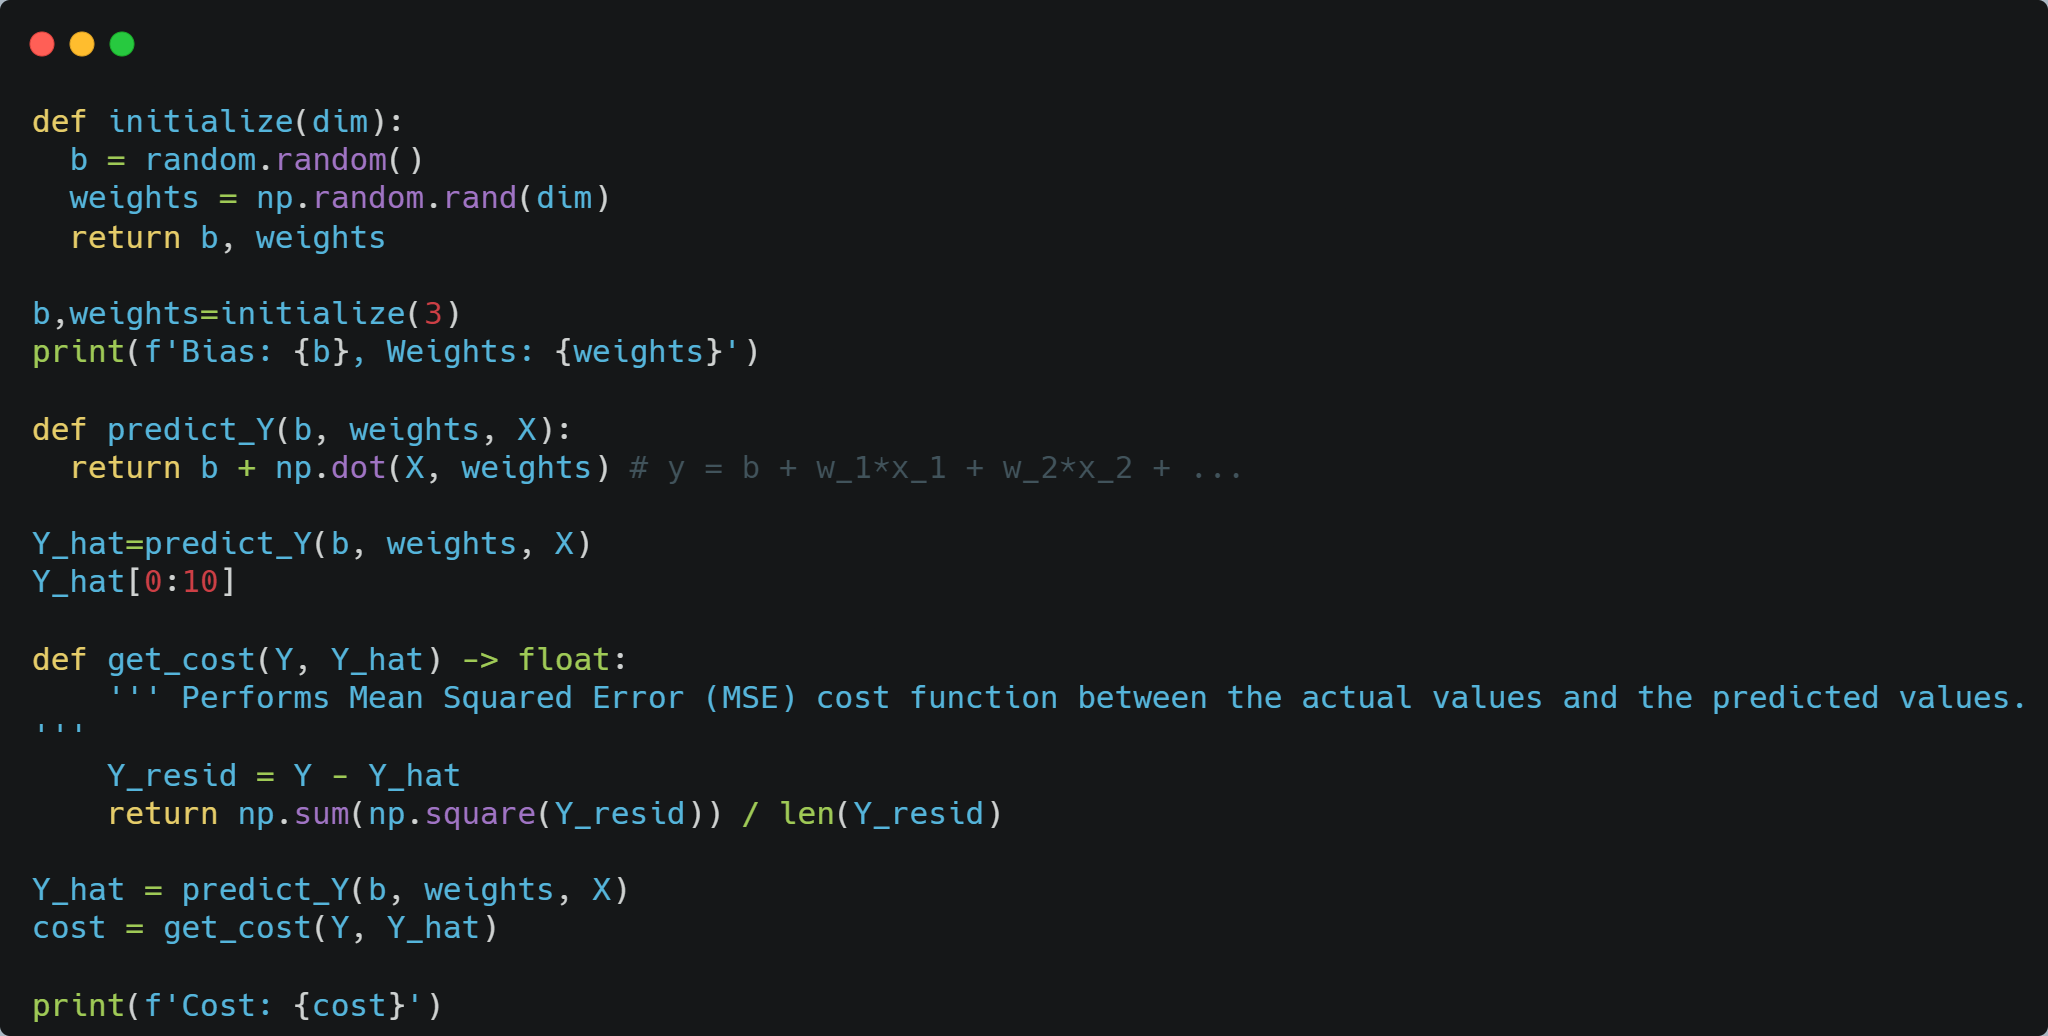 def initialize(dim):
  b = random.random()
  weights = np.random.rand(dim)
  return b, weights

b,weights=initialize(3)
print(f'Bias: {b}, Weights: {weights}')

def predict_Y(b, weights, X):
  return b + np.dot(X, weights) # y = b + w_1*x_1 + w_2*x_2 + ...

Y_hat=predict_Y(b, weights, X)
Y_hat[0:10]

def get_cost(Y, Y_hat) -> float:
    ''' Performs Mean Squared Error (MSE) cost function between the actual values and the predicted values.
'''
    Y_resid = Y - Y_hat
    return np.sum(np.square(Y_resid)) / len(Y_resid)

Y_hat = predict_Y(b, weights, X)
cost = get_cost(Y, Y_hat)

print(f'Cost: {cost}')